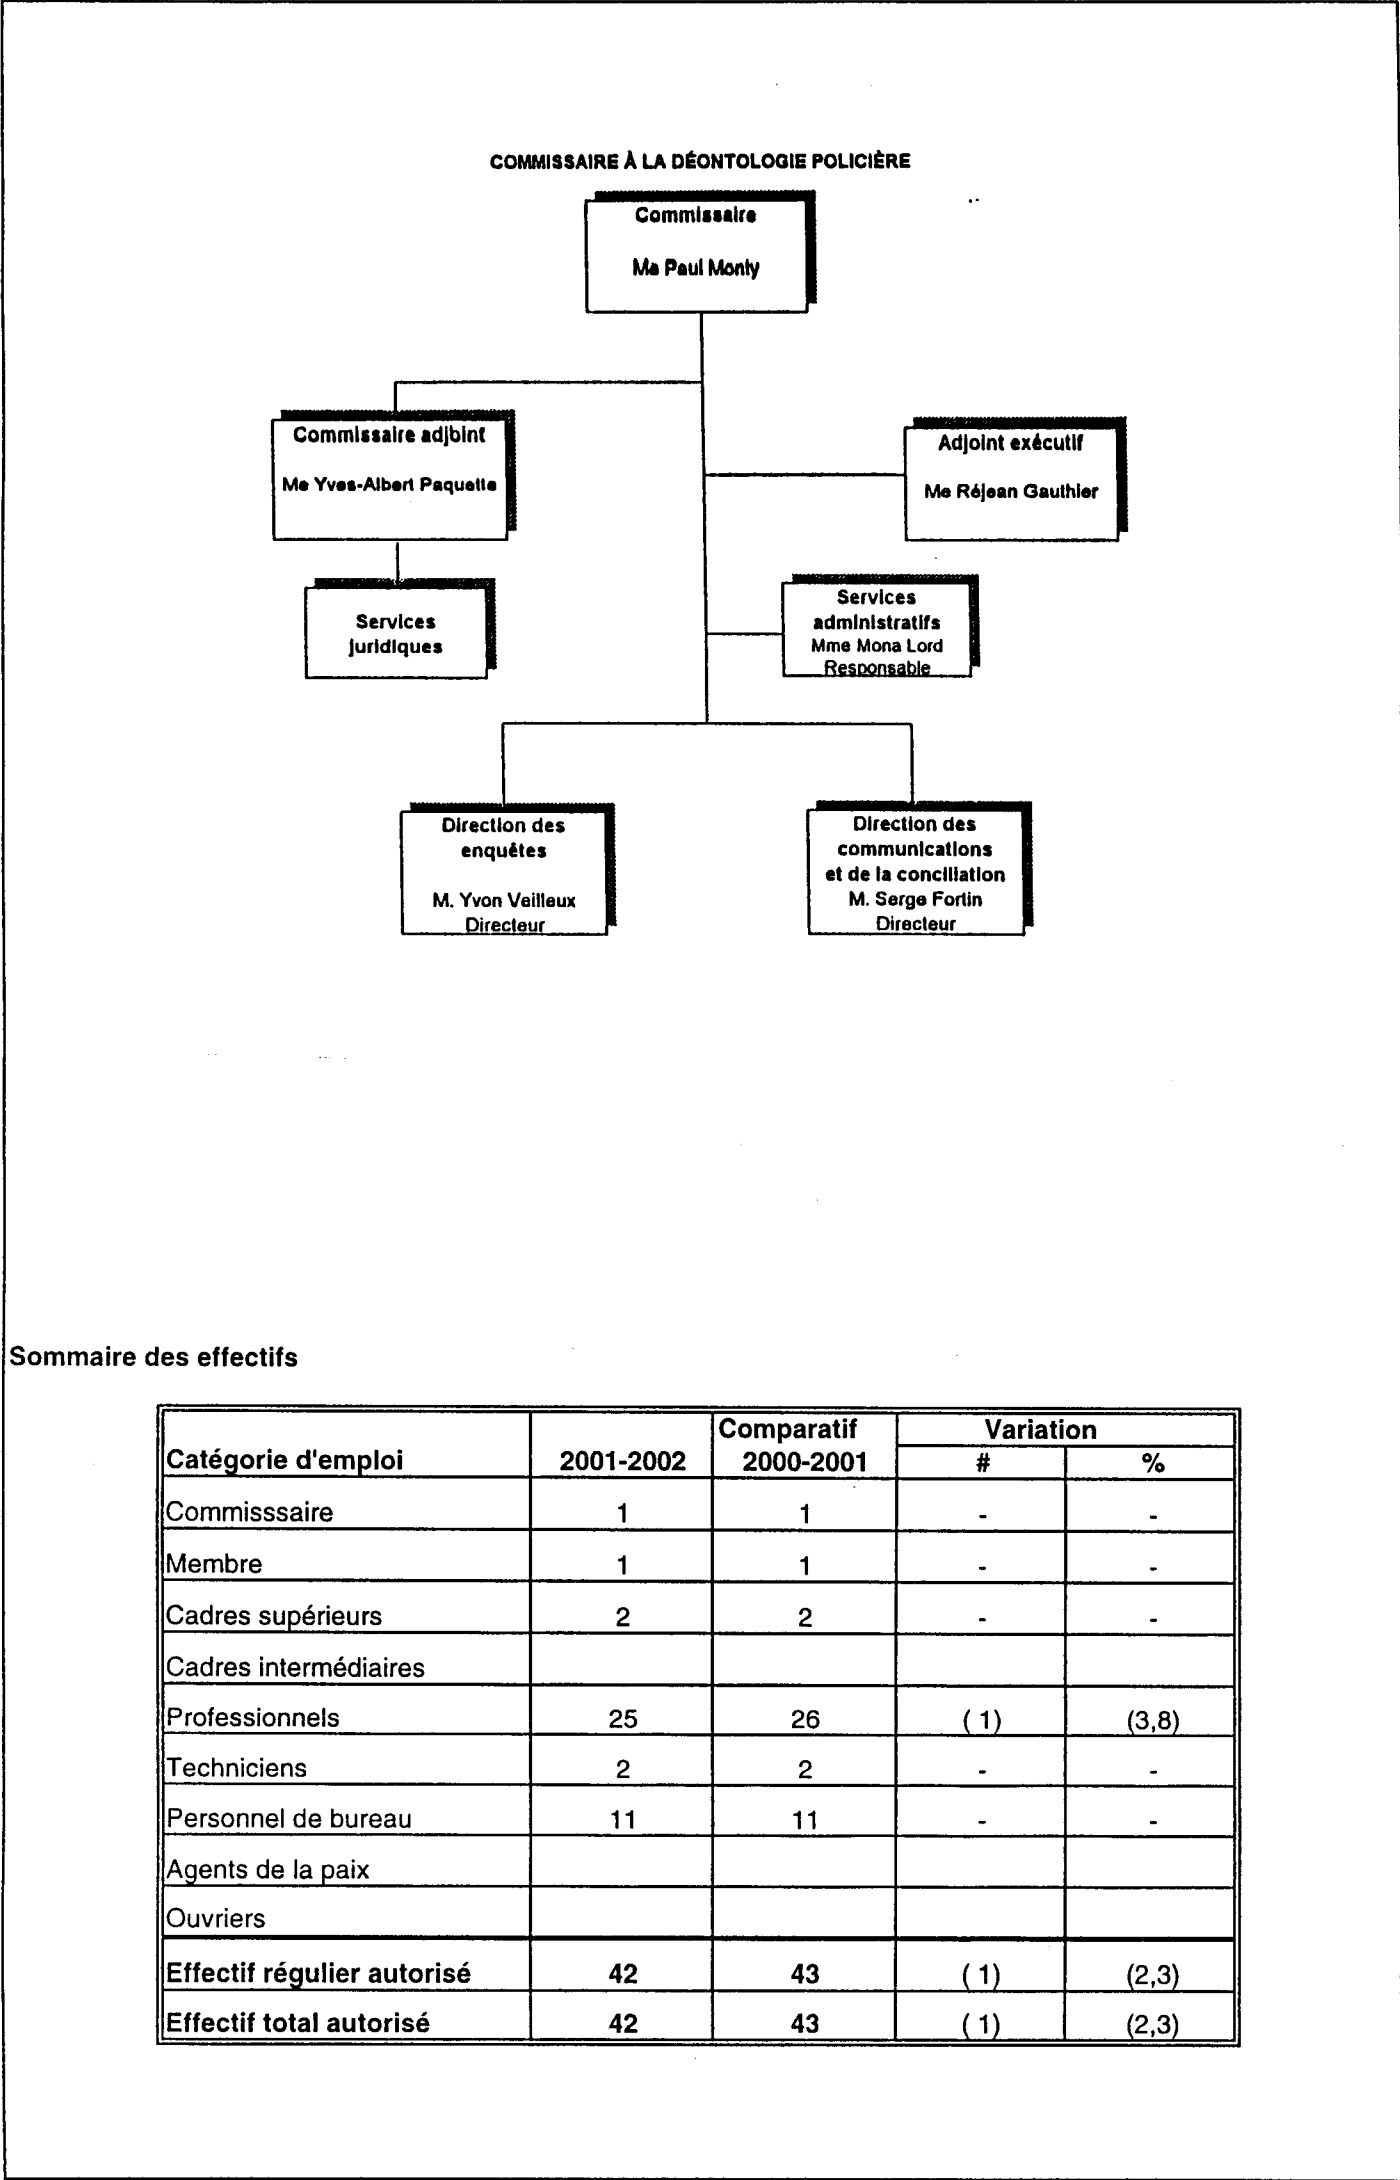 COMMISSAIRE À LA DÉONTOLOGIE POLICIÈRE
Commissaire
Me Paul Monty
Commissaire adjoint
Me Yves-Albert Paquette
Adjoint exécutif
Me Réjean Gauthier
Services
juridiques
Services
administratifs
Mme Mona Lord
Responsable
Direction des
enquêtes
M. Yvon Veilleux
Directeur
Direction des
communications
et de la conciliation
M. Serge Fortin
Directeur
Sommaire des effectifs
Comparatif Variation
Catégorie d'emploi 2001-2002 2000-2001 # %
Commisssaire 1 1 - -
Membre 1 1 - -
Cadres supérieurs 2 2 - -
Cadres intermédiaires
Professionnels 25 26 ( 1) (3,8)
Techniciens 2 2 - -
Personnel de bureau 11 11 - -
Agents de la paix
Ouvriers
Effectif régulier autorisé 42 43 ( 1) (2,3)
Effectif total autorisé 42 43 ( 1) (2,3)